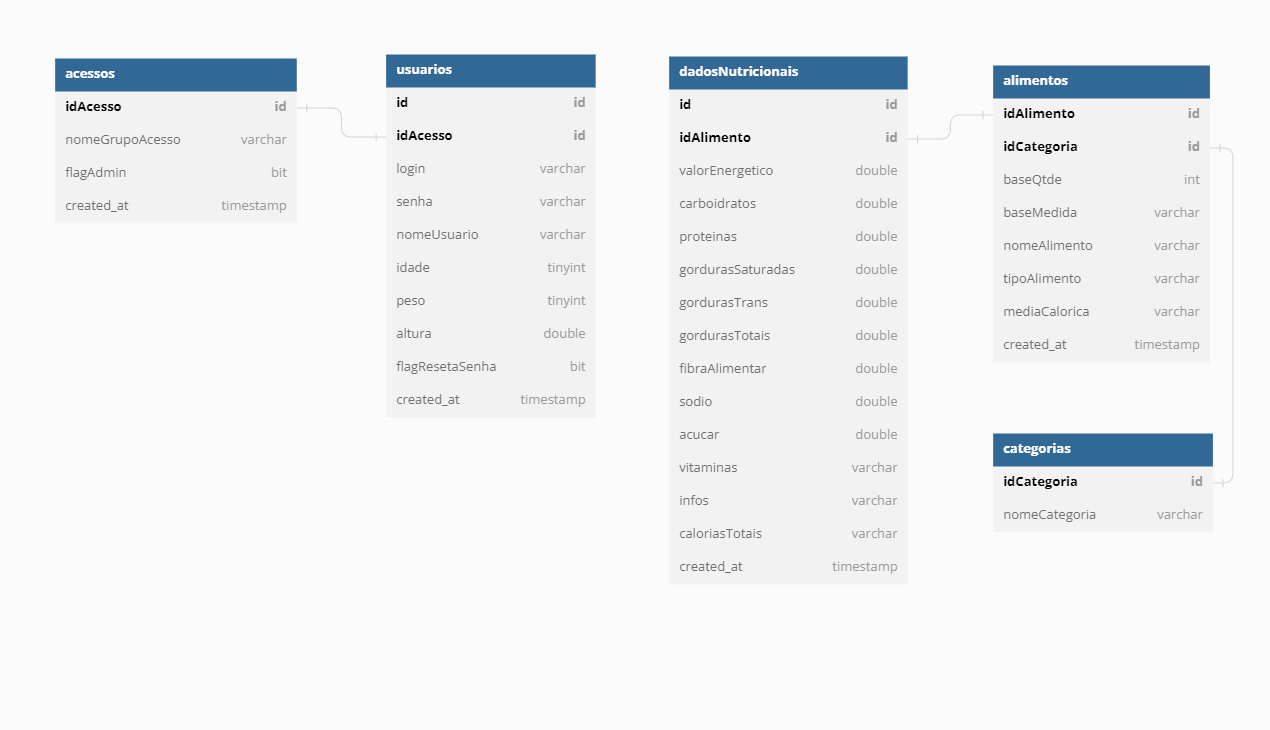 acessos
idAcesso id
nomeGrupoAcesso varchar
flagAdmin bit
created_at timestamp
usuarios
id id
idAcesso id
login varchar
senha varchar
nomeUsuario varchar
idade tinyint
peso tinyint
altura double
flagResetaSenha bit
created_at timestamp
dadosNutricionais
id id
idAlimento id
valorEnergetico double
carboidratos double
proteinas double
gordurasSaturadas double
gordurasTrans double
gordurasTotais double
fibraAlimentar double
sodio double
acucar double
vitaminas varchar
infos varchar
caloriasTotais varchar
created_at timestamp
alimentos
idAlimento id
idCategoria id
baseQtde int
baseMedida varchar
nomeAlimento varchar
tipoAlimento varchar
mediaCalorica varchar
created_at timestamp
categorias
idCategoria id
nomeCategoria varchar